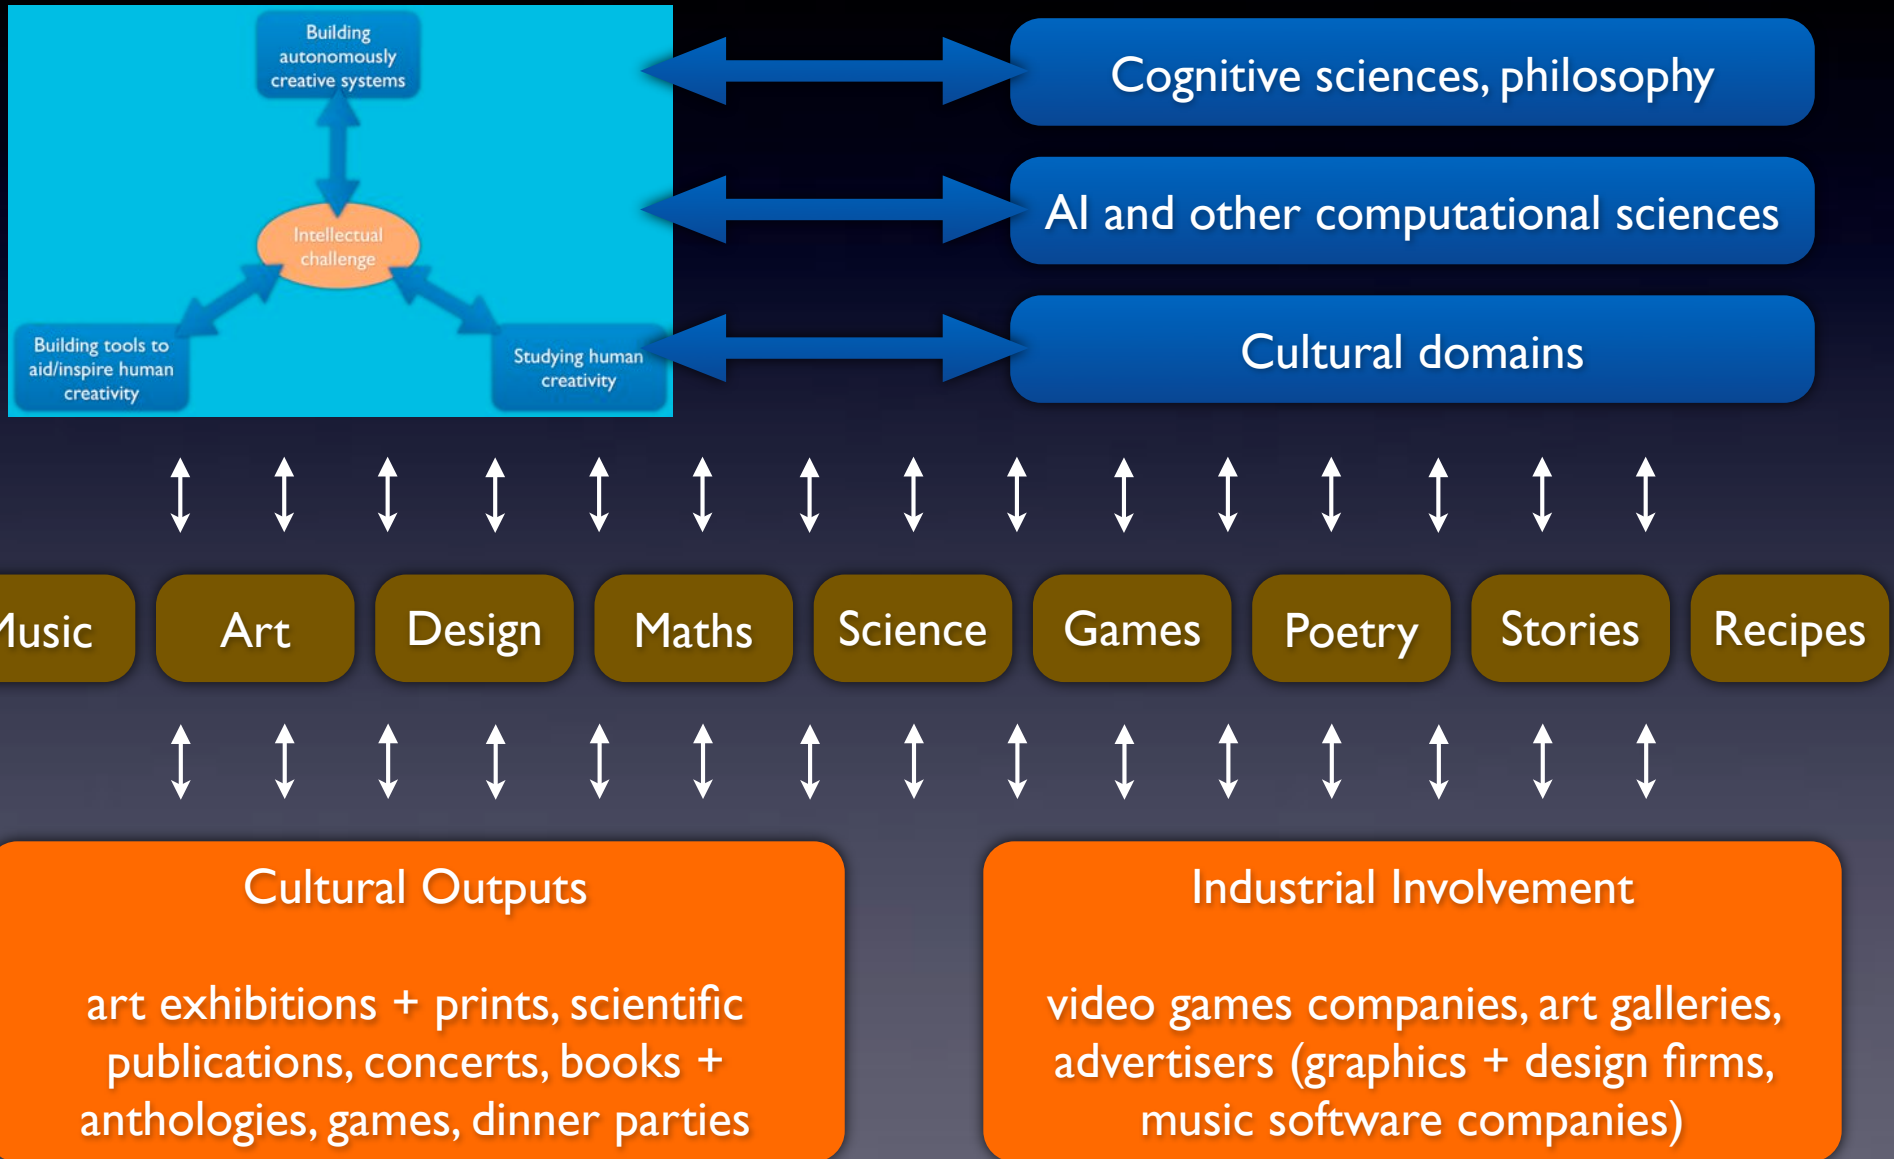 Building
autonomously
creative systems
Intellectual
challenge
Building tools to
aid/inspire human
creativity
Studying human
creativity
Cognitive sciences, philosophy
AI and other computational sciences
Cultural domains
Music
Art
Design
Maths
Science
Games
Poetry
Stories
Recipes
Cultural Outputs
art exhibitions + prints, scientific
publications, concerts, books +
anthologies, games, dinner parties
Industrial Involvement
video games companies, art galleries,
advertisers (graphics + design firms,
music software companies)